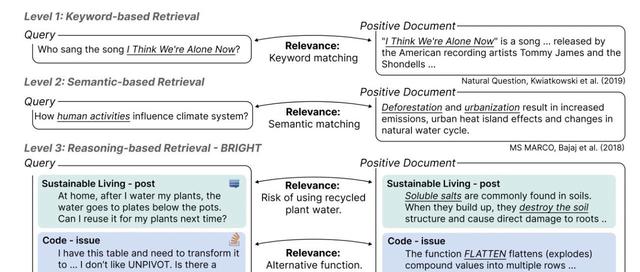 Level 1: Keyword-based Retrieval
Query
Who sang the song I Think We're Alone Now?
Relevance:
Keyword matching
Positive Document
"I Think We're Alone Now" is a song ... released by
the American recording artists Tommy James and the
Shondells ...
Natural Question, Kwiatkowski et al. (2019)
Level 2: Semantic-based Retrieval
Query
How human activities influence climate system?
Relevance:
Semantic matching
Positive Document
Deforestation and urbanization result in increased
emissions, urban heat island effects and changes in
natural water cycle.
MS MARCO, Bajaj et al. (2018)
Level 3: Reasoning-based Retrieval - BRIGHT
Query
Sustainable Living - post
At home, after I water my plants, the
water goes to plates below the pots.
Can I reuse it for my plants next time?
Relevance:
Risk of using recycled
plant water.
Positive Document
Sustainable Living - post
Soluble salts are commonly found in soils.
When they build up, they destroy the soil
structure and cause direct damage to roots ..
Code - issue
I have this table and need to transform it
to ... I don't like UNPIVOT. Is there a
Relevance:
Alternative function.
Code - issue
The function FLATTEN flattens (explodes)
compound values into multiple rows ...